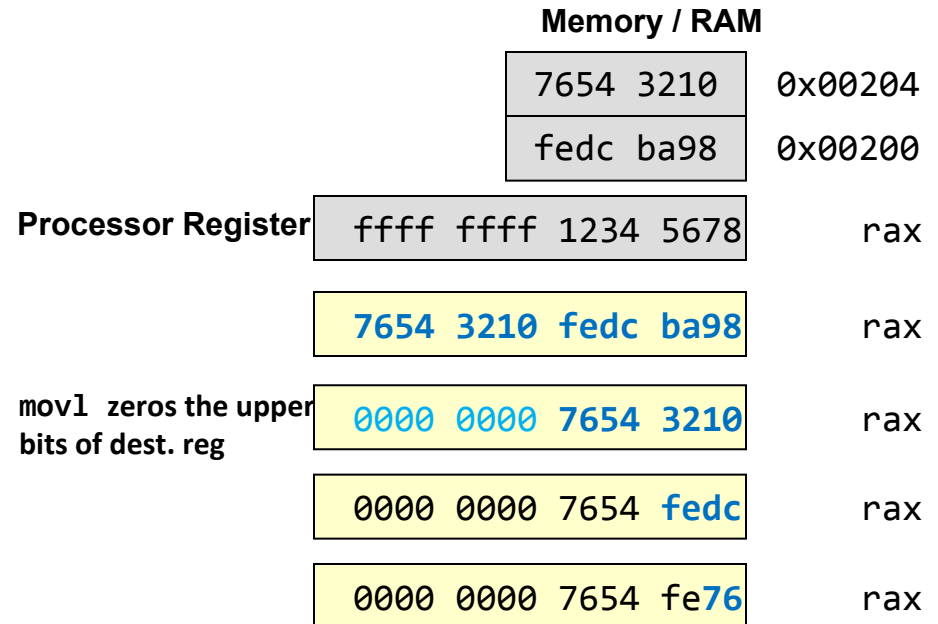 Memory / RAM
7654 3210 0x00204
fedc ba98 0x00200
Processor Register ffff ffff 1234 5678 rax
7654 3210 fedc ba98 rax
movl zeros the upper
bits of dest. reg
0000 0000 7654 3210 rax
0000 0000 7654 fedc rax
0000 0000 7654 fe76 rax